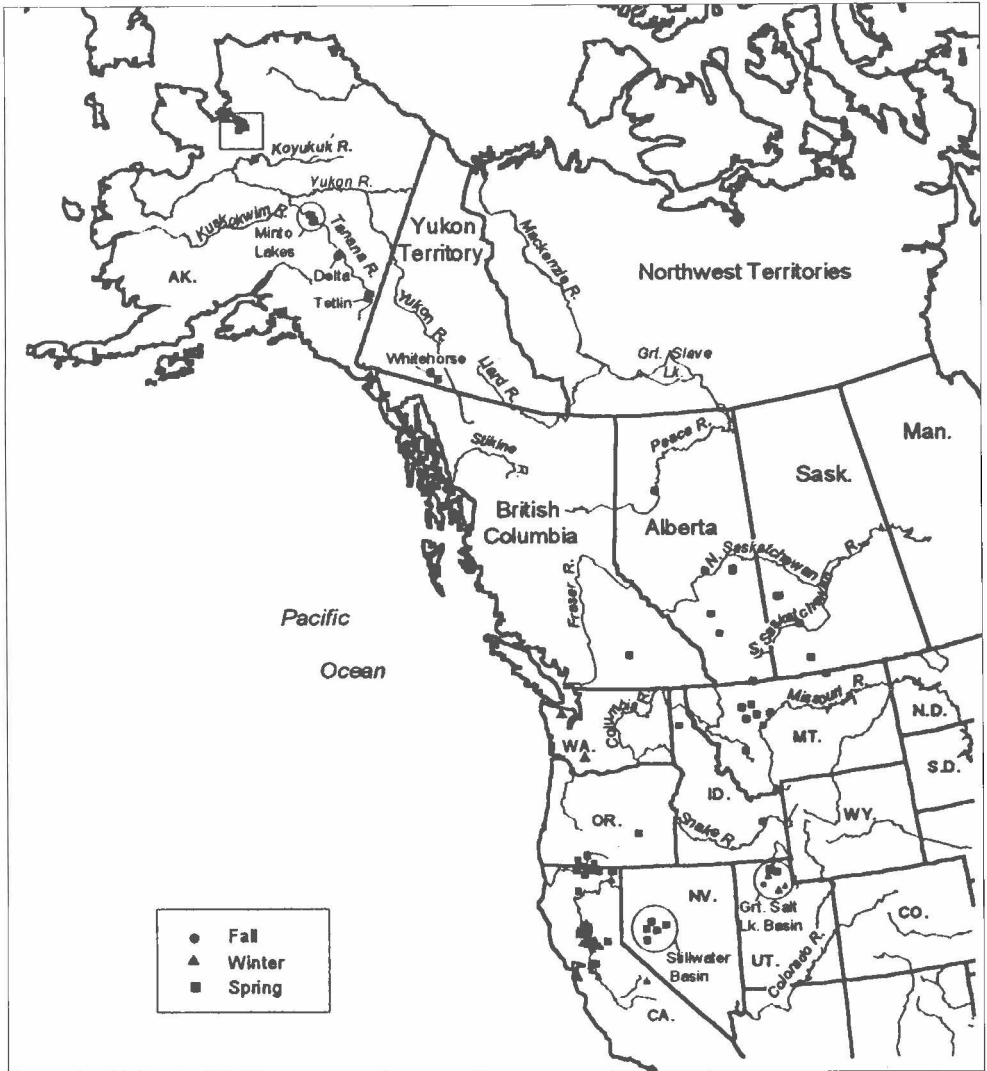 Koyukuk R.
Yukon R.
Kuskokwim R.
Minto
Lakes
Tanana R.
AK.
Delta
Tetlin
Yukon
Territory
Mackenzie R.
Northwest Territories
Yukon R.
Whitehorse
Liard R.
Grt. Slave
Lk.
Stikine
Peace R.
Man.
Sask.
British
Columbia
Alberta
N. Saskatchewan
S. Saskatchewan R.
Fraser R.
Pacific
Ocean
Columbia R.
Missouri R.
WA.
MT.
N.D.
S.D.
ID.
OR.
Snake R.
WY.
NV.
Grt. Salt
Lk. Basin
CO.
Stillwater
Basin
UT.
Colorado R.
CA.
Fall
Winter
Spring